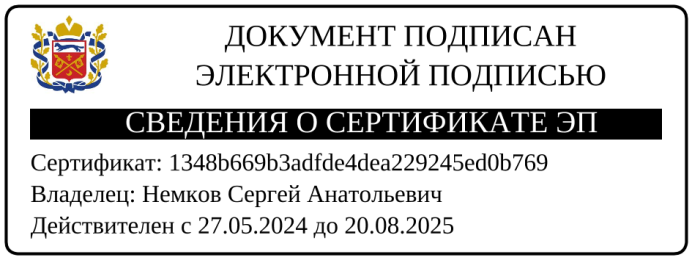 ДОКУМЕНТ ПОДПИСАН
ЭЛЕКТРОННОЙ ПОДПИСЬЮ
СВЕДЕНИЯ О СЕРТИФИКАТЕ ЭП
Сертификат: 1348b669b3adfde4dea229245ed0b769
Владелец: Немков Сергей Анатольевич
Действителен с 27.05.2024 до 20.08.2025